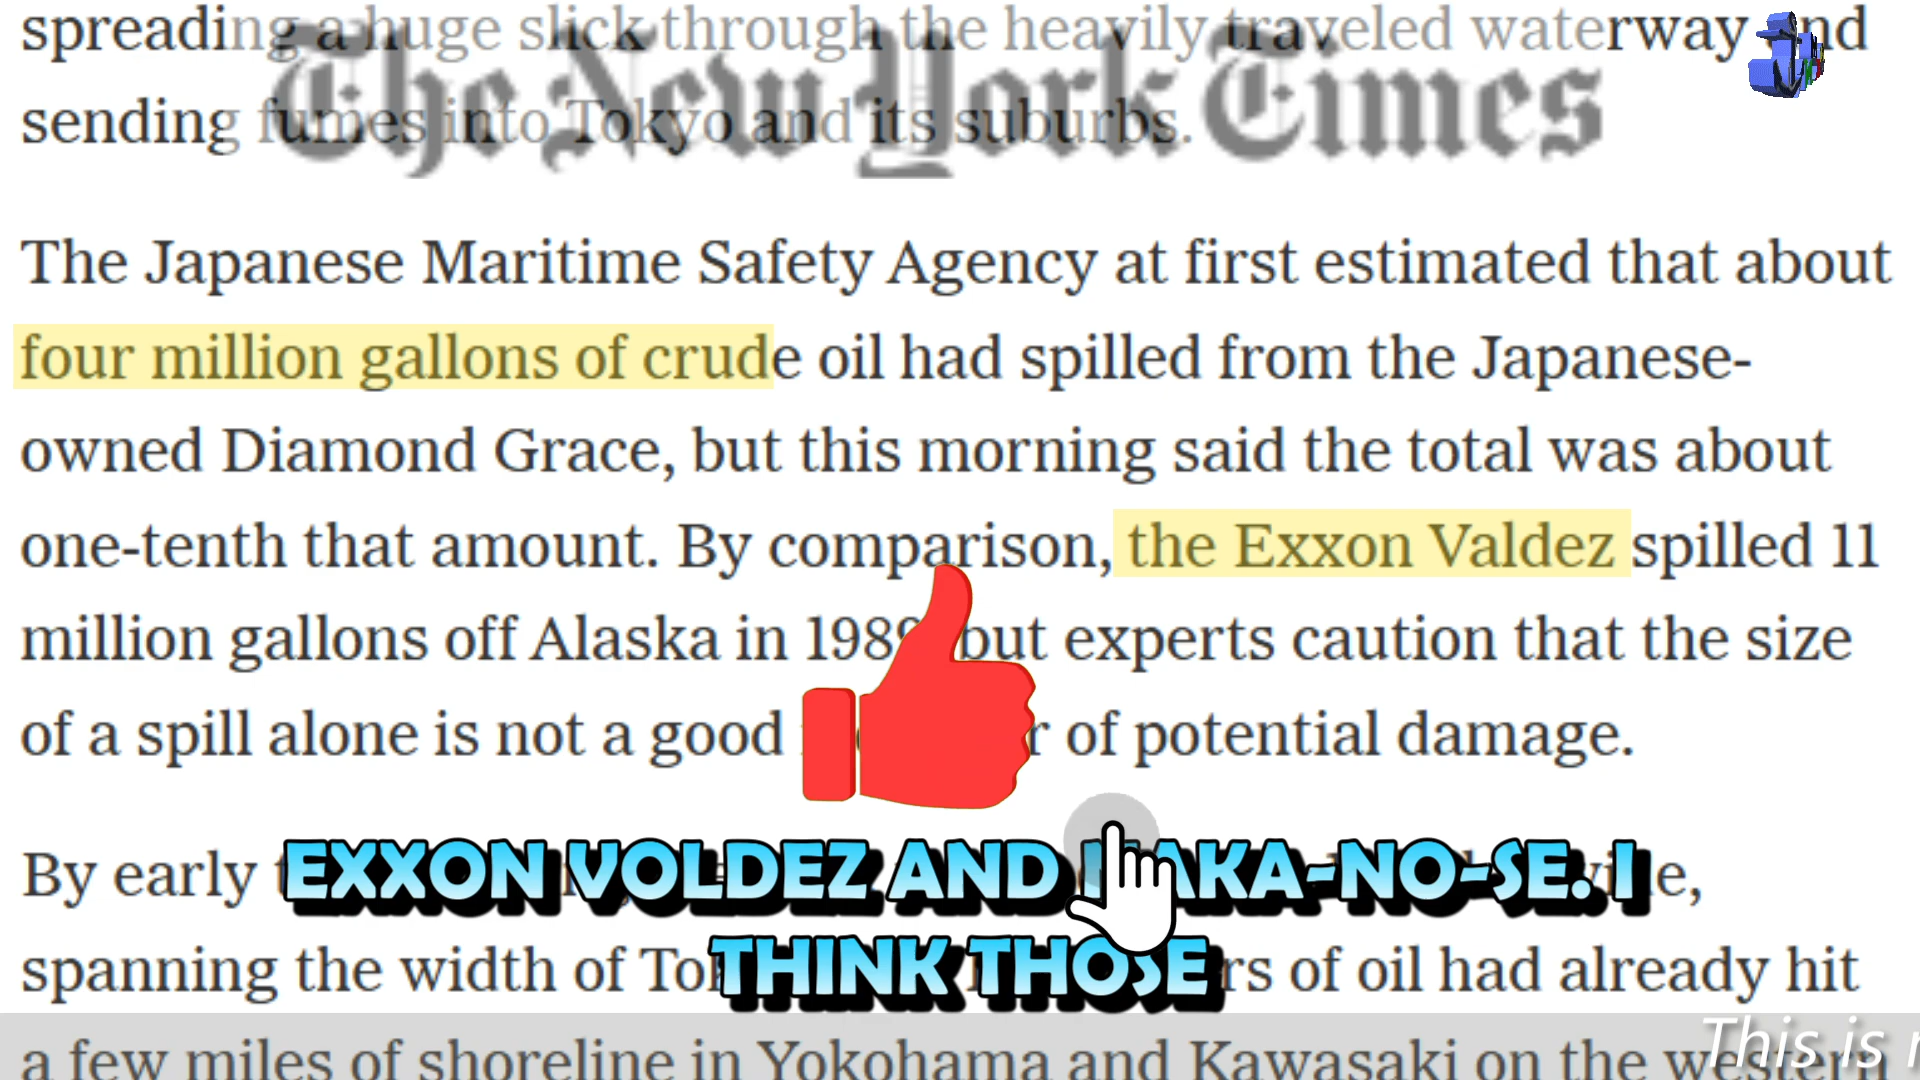 spreading a huge slick through the heavily traveled waterway and
The New York Times
sending fumes into Tokyo and its suburbs.
The Japanese Maritime Safety Agency at first estimated that about
four million gallons of crude oil had spilled from the Japanese-
owned Diamond Grace, but this morning said the total was about
one-tenth that amount. By comparison, the Exxon Valdez spilled 11
million gallons off Alaska in 1989 but experts caution that the size
of a spill alone is not a good of potential damage.
By early
EXXON VOLDEZ AND NAKA-NO-SE. I
spanning the width of of oil had already hit
THINK THOSE
a few miles of shoreline in Yokohama and Kawasaki on the western
This is